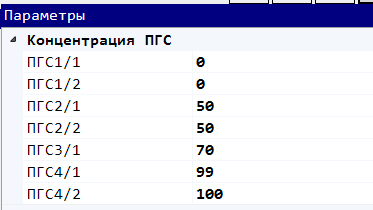 Параметры
Концентрация ПГС
ПГС1/1 0
ПГС1/2 0
ПГС2/1 50
ПГС2/2 50
ПГС3/1 70
ПГС4/1 99
ПГС4/2 100